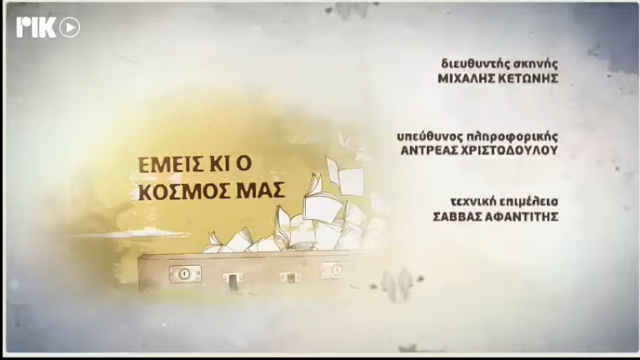 ΡΙΚ
διευθυντής σκηνής
ΜΙΧΑΛΗΣ ΚΕΤΩΝΗΣ
υπεύθυνος πληροφορικής
ΑΝΤΡΕΑΣ ΧΡΙΣΤΟΔΟΥΛΟΥ
ΕΜΕΙΣ ΚΙ Ο
ΚΟΣΜΟΣ ΜΑΣ
τεχνική επιμέλεια
ΣΑΒΒΑΣ ΑΦΑΝΤΙΤΗΣ